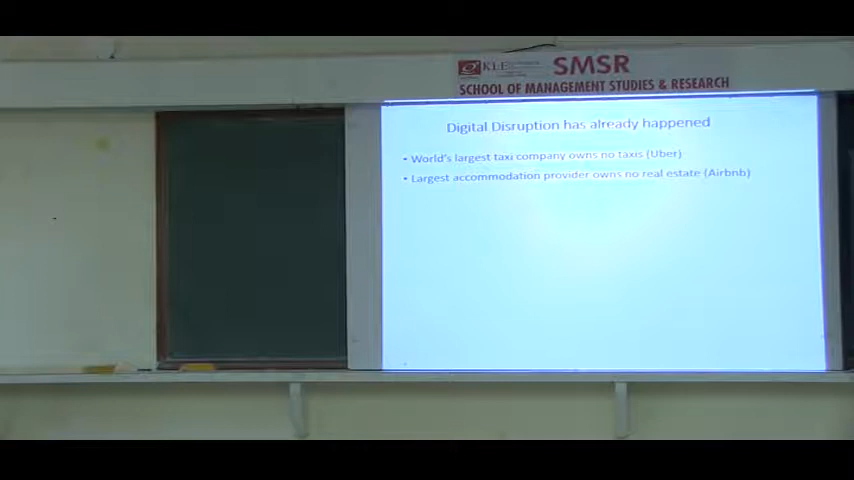 KLE
SMSR
SCHOOL OF MANAGEMENT STUDIES & RESEARCH
Digital Disruption has already happened
• World's largest taxi company owns no taxis (Uber)
• Largest accommodation provider owns no real estate (Airbnb)